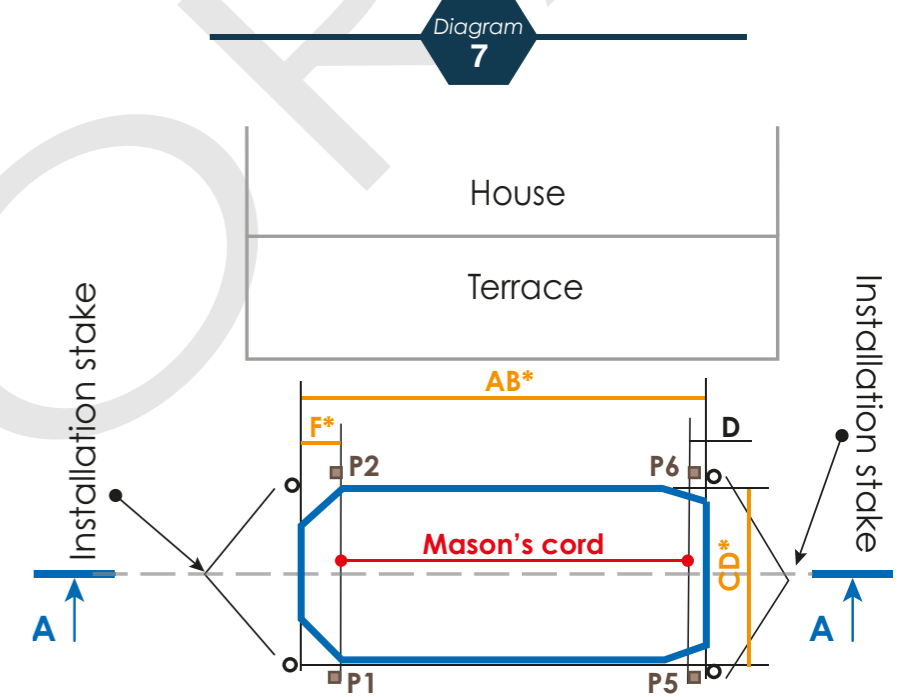 Diagram
7
House
Terrace
Installation stake
Installation stake
AB*
F*
D
P2
P6
Mason's cord
CD*
A
A
P1
P5